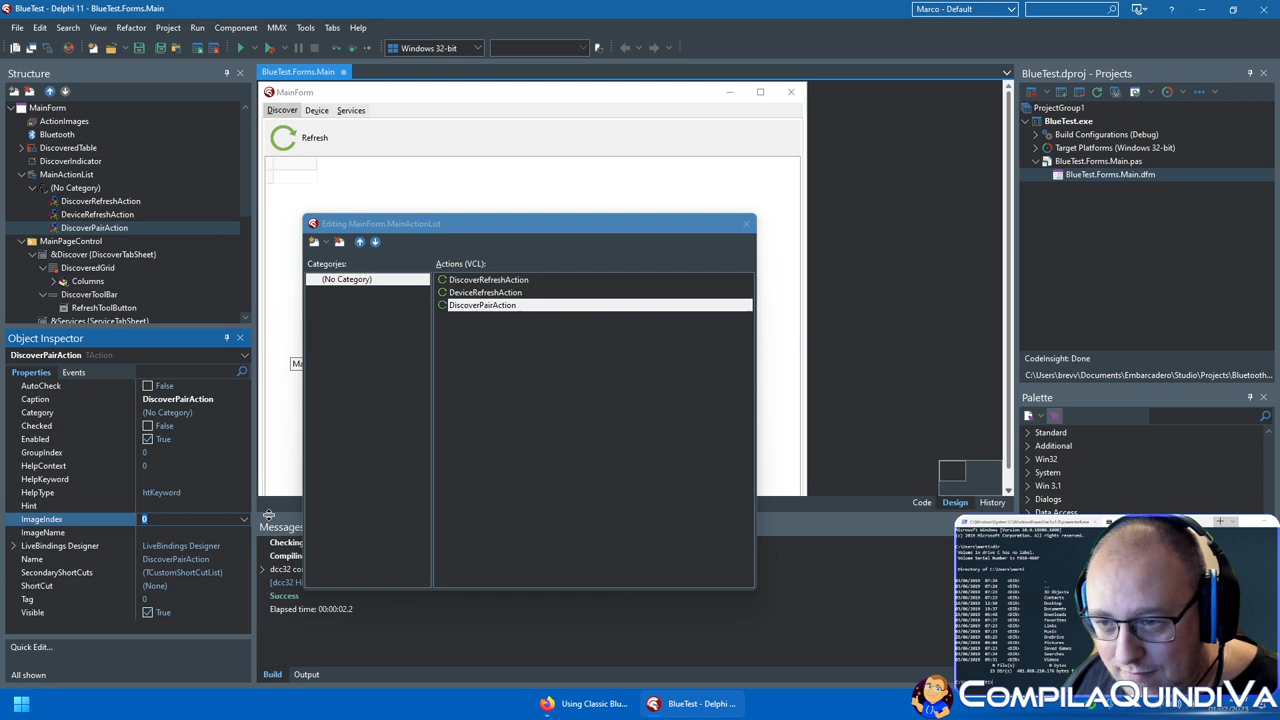 BlueTest - Delphi 11 - BlueTest.Forms.Main
Marco - Default
File Edit Search View Refactor Project Run Component MMX Tools Tabs Help
Windows 32-bit
Structure
MainForm
ActionImages
Bluetooth
DiscoveredTable
DiscoverIndicator
MainActionList
(No Category)
DiscoverRefreshAction
DeviceRefreshAction
DiscoverPairAction
MainPageControl
&Discover (DiscoverTabSheet)
DiscoveredGrid
Columns
DiscoverToolBar
RefreshToolButton
&Services (ServiceTabSheet)
Object Inspector
DiscoverPairAction TAction
Properties Events
AutoCheck False
Caption DiscoverPairAction
Category (No Category)
Checked False
Enabled True
GroupIndex 0
HelpContext 0
HelpKeyword
HelpType htKeyword
Hint
ImageIndex 0
ImageName
LiveBindings Designer LiveBindings Designer
Name DiscoverPairAction
SecondaryShortCuts (TCustomShortCutList)
ShortCut (None)
Tag 0
Visible True
Quick Edit...
All shown
BlueTest.Forms.Main
MainForm
Discover Device Services
Refresh
Editing MainForm.MainActionList
Categories: Actions (VCL):
(No Category)
DiscoverRefreshAction
DeviceRefreshAction
DiscoverPairAction
Code Design History
Messages
Success
Elapsed time: 00:00:02.2
Build Output
BlueTest.dproj - Projects
ProjectGroup1
BlueTest.exe
Build Configurations (Debug)
Target Platforms (Windows 32-bit)
BlueTest.Forms.Main.pas
BlueTest.Forms.Main.dfm
CodeInsight: Done
C:\Users\brevv\Documents\Embarcadero\Studio\Projects\Bluetooth...
Palette
Standard
Additional
Win32
System
Win 3.1
Dialogs
Data Access
Using Classic Blu...
BlueTest - Delphi ...
CompilaQuindiVa